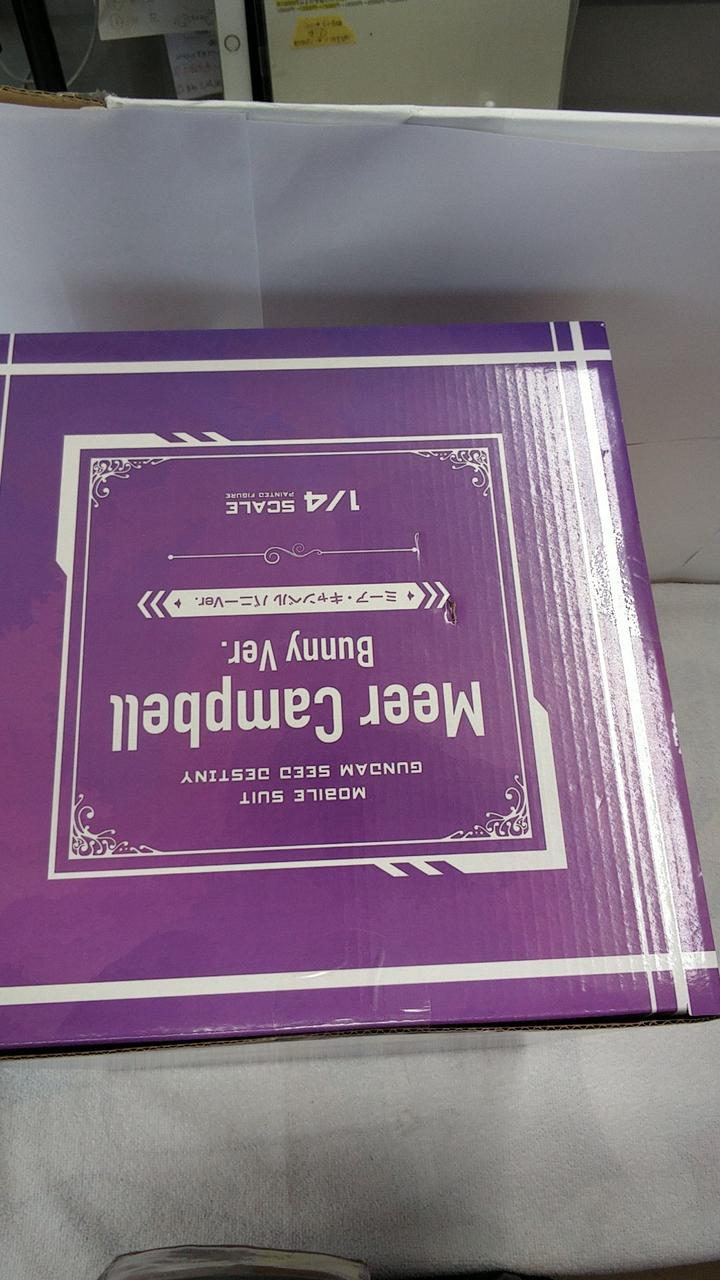 MOBILE SUIT
GUNDAM SEED DESTINY
Meer Campbell
Bunny Ver.
ミーア・キャンベル バニーVer.
1/4 SCALE
PAINTED FIGURE